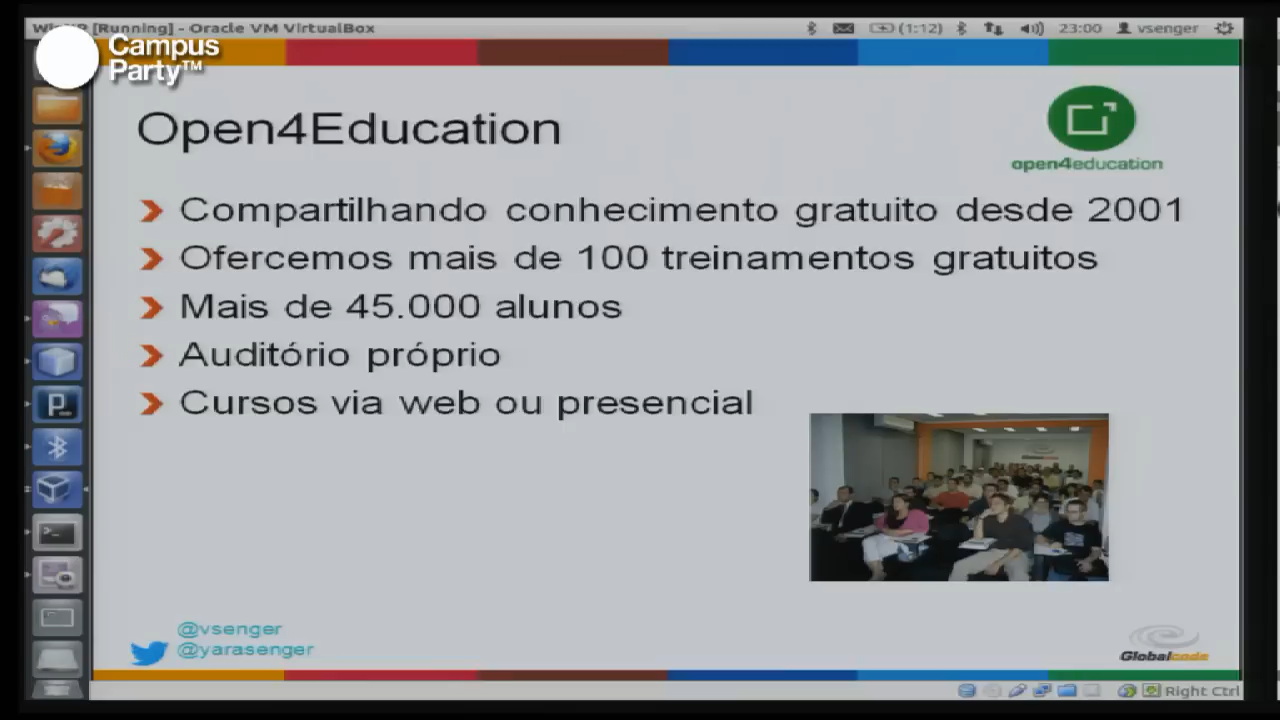 WinXP [Running] - Oracle VM VirtualBox
(1:12)
23:00
vsenger
Campus
Party™
Open4Education
open4education
Compartilhando conhecimento gratuito desde 2001
Ofercemos mais de 100 treinamentos gratuitos
Mais de 45.000 alunos
Auditório próprio
Cursos via web ou presencial
@vsenger
@yarasenger
Globalcode
Right Ctrl